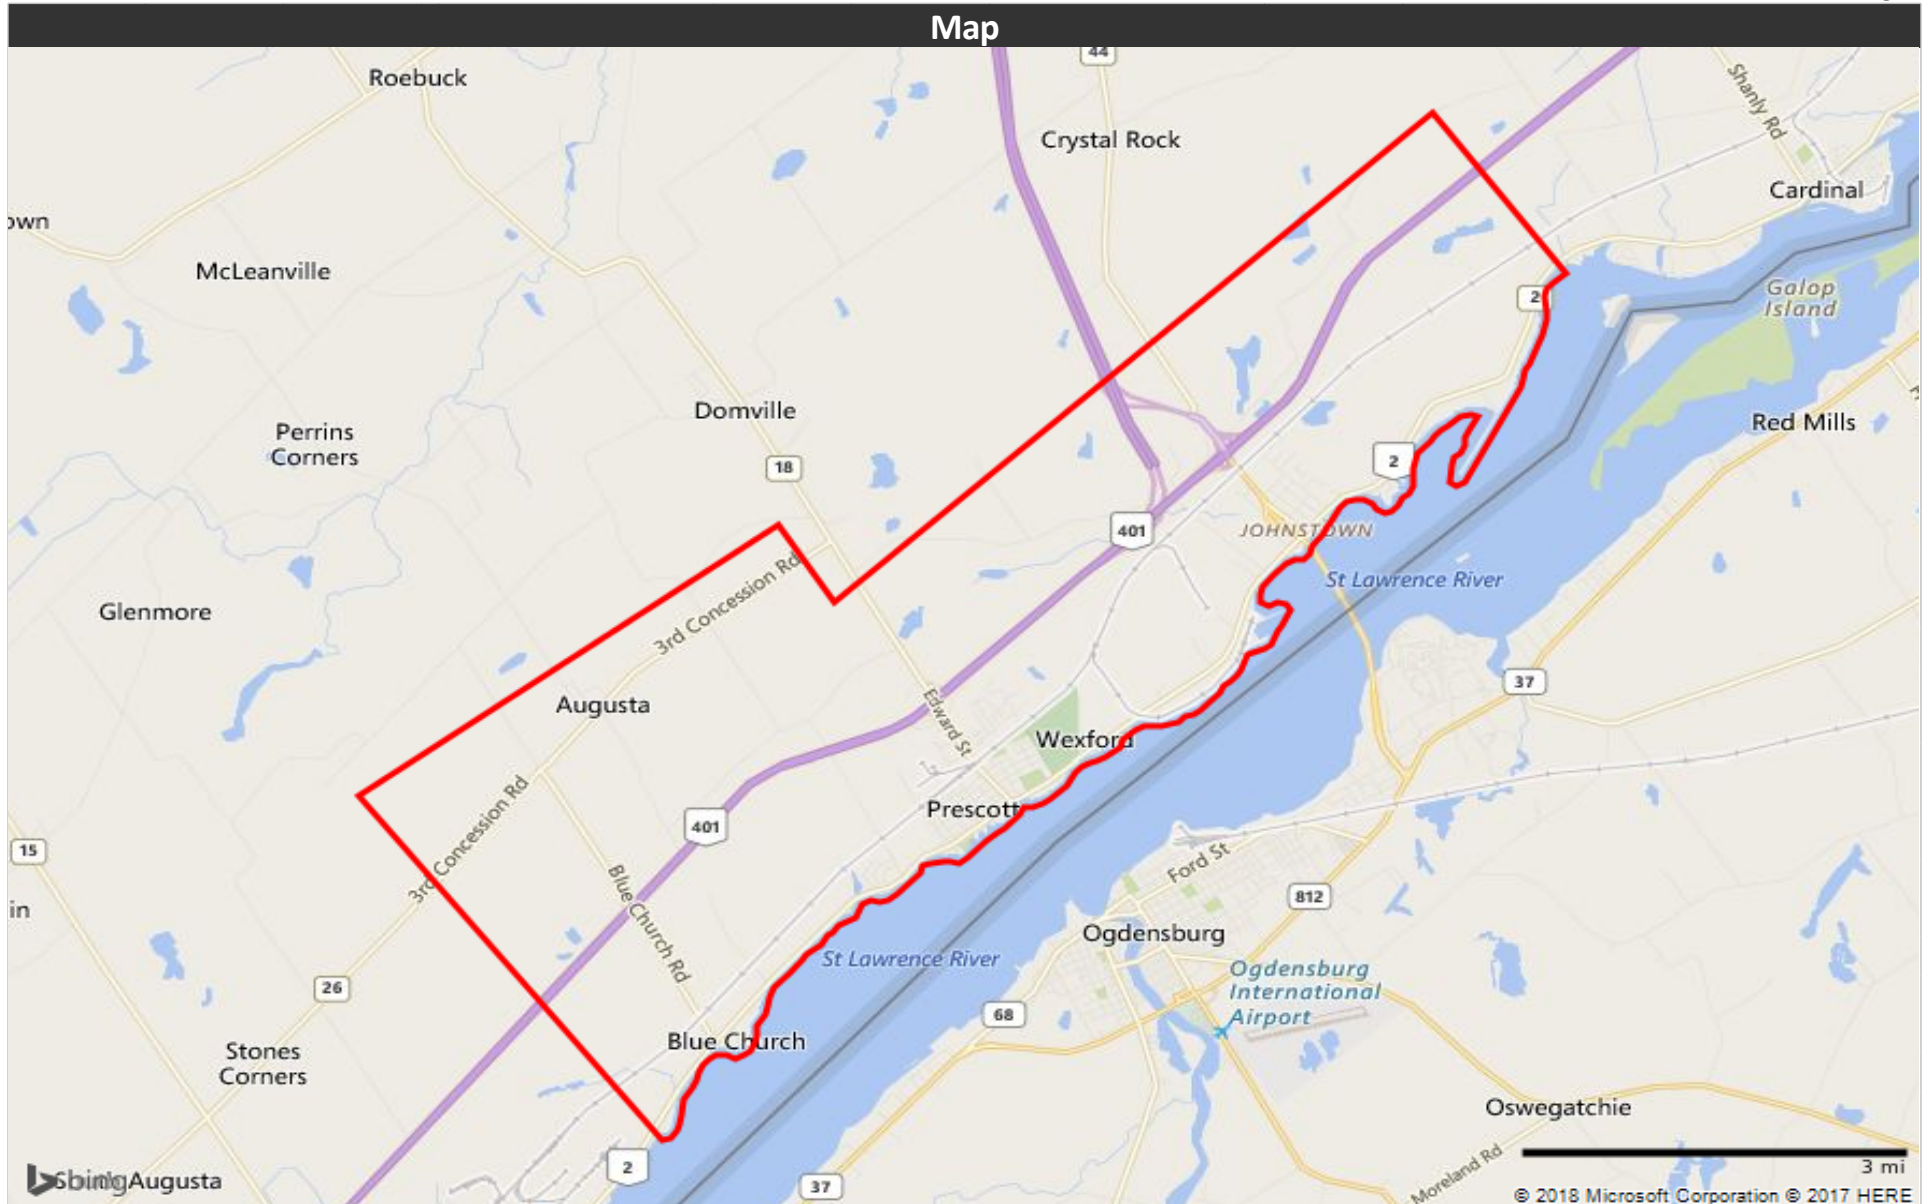 Map
44
Roebuck
Shanly Rd
Crystal Rock
Cardinal
own
McLeanville
2
Galop
Island
Domville
Red Mills
Perrins
Corners
18
2
401
JOHNSTOWN
3rd Concession Rd
St Lawrence River
Glenmore
37
Augusta
Edward St
Wexford
Prescott
3rd Concession Rd
401
15
Ford St
Blue Church Rd
812
in
Ogdensburg
St Lawrence River
Ogdensburg
International
Airport
26
68
Blue Church
Stones
Corners
Oswegatchie
Moreland Rd
3 mi
2
37
Augusta
bing
© 2018 Microsoft Corporation © 2017 HERE